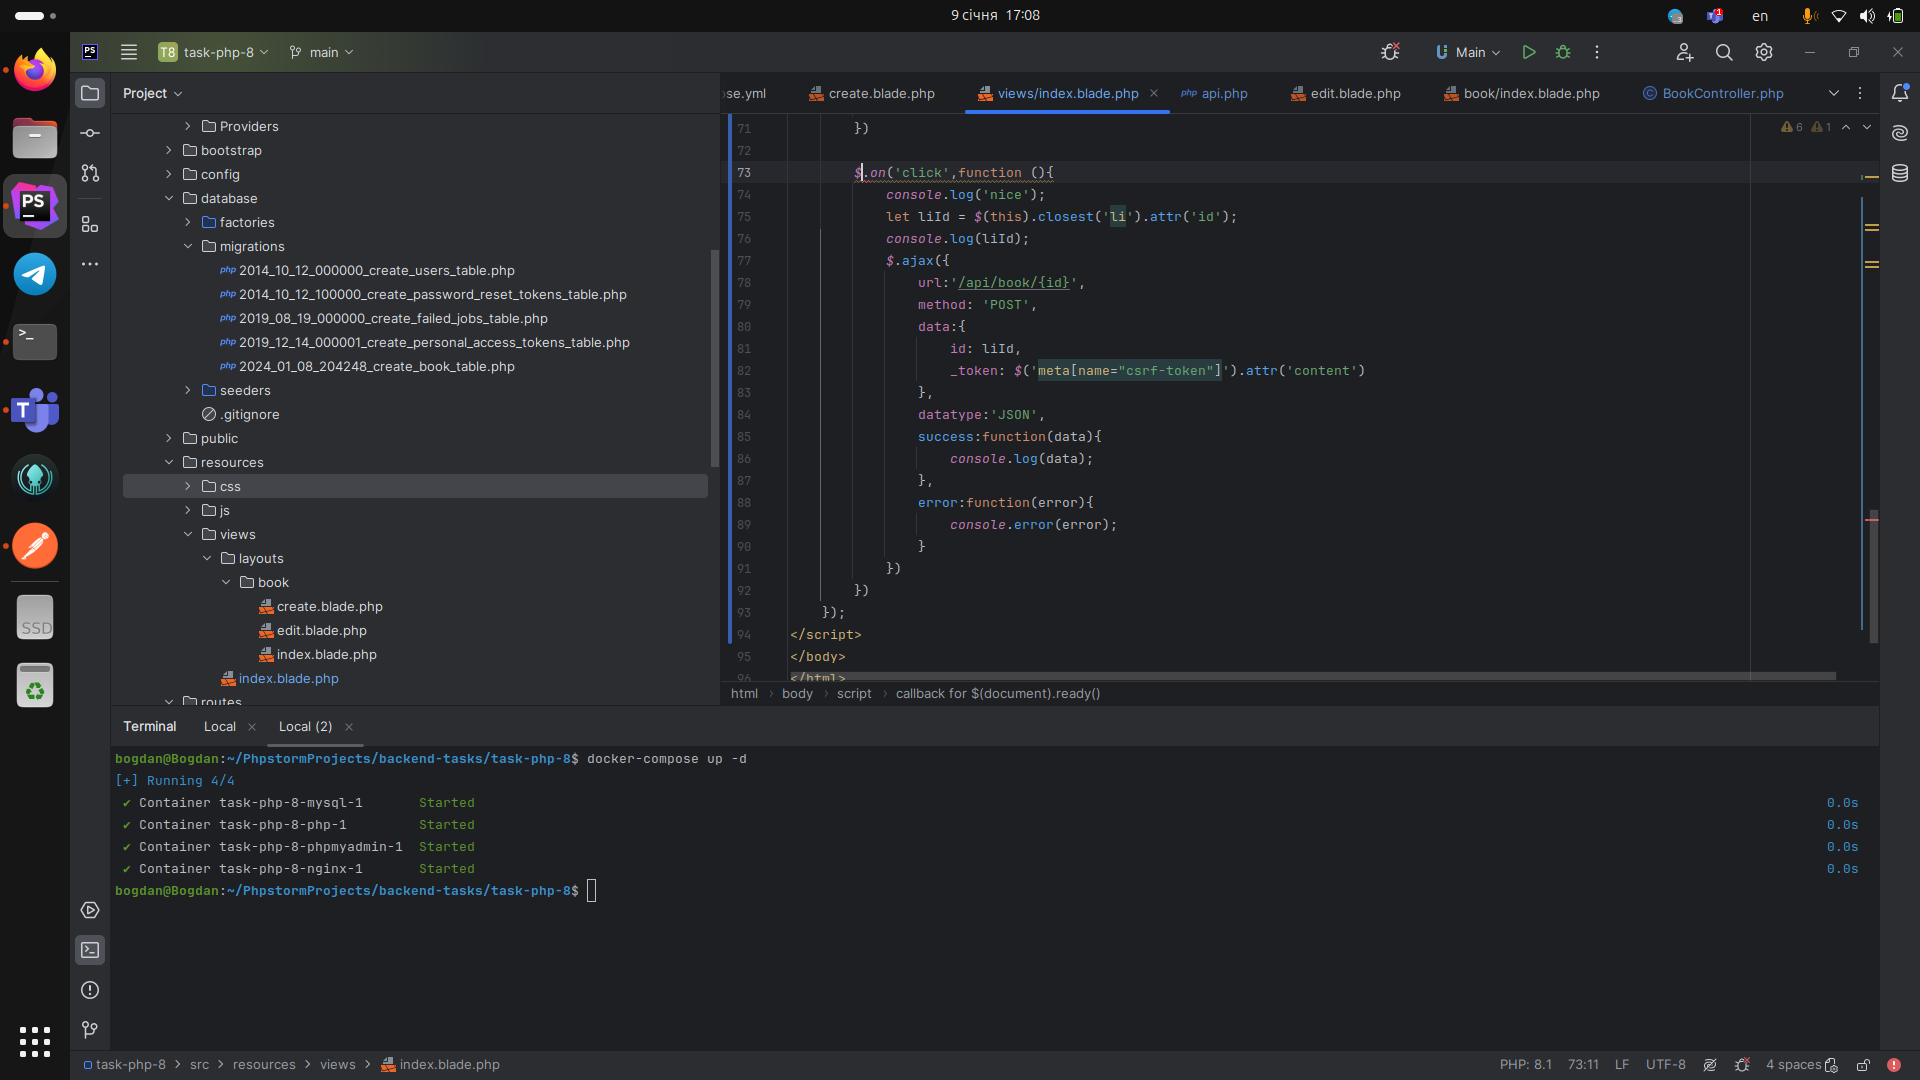 9 січня 17:08
en
PS
T8 task-php-8
main
Main
Project
Providers
bootstrap
config
database
factories
migrations
php 2014_10_12_000000_create_users_table.php
php 2014_10_12_100000_create_password_reset_tokens_table.php
php 2019_08_19_000000_create_failed_jobs_table.php
php 2019_12_14_000001_create_personal_access_tokens_table.php
php 2024_01_08_204248_create_book_table.php
seeders
.gitignore
public
resources
css
js
views
layouts
book
create.blade.php
edit.blade.php
index.blade.php
index.blade.php
routes
se.yml
create.blade.php
views/index.blade.php
php api.php
edit.blade.php
book/index.blade.php
BookController.php
6 1
71 })
72
73 $.on('click',function (){
74 console.log('nice');
75 let liId = $(this).closest('li').attr('id');
76 console.log(liId);
77 $.ajax({
78 url:'/api/book/{id}',
79 method: 'POST',
80 data:{
81 id: liId,
82 _token: $('meta[name="csrf-token"]').attr('content')
83 },
84 datatype:'JSON',
85 success:function(data){
86 console.log(data);
87 },
88 error:function(error){
89 console.error(error);
90 }
91 })
92 })
93 });
94 </script>
95 </body>
96 </html>
html body script callback for $(document).ready()
Terminal Local Local (2)
bogdan@Bogdan:~/PhpstormProjects/backend-tasks/task-php-8$ docker-compose up -d
[+] Running 4/4
✔ Container task-php-8-mysql-1 Started 0.0s
✔ Container task-php-8-php-1 Started 0.0s
✔ Container task-php-8-phpmyadmin-1 Started 0.0s
✔ Container task-php-8-nginx-1 Started 0.0s
bogdan@Bogdan:~/PhpstormProjects/backend-tasks/task-php-8$
PS
T
SSD
task-php-8 src resources views index.blade.php
PHP: 8.1 73:11 LF UTF-8 4 spaces